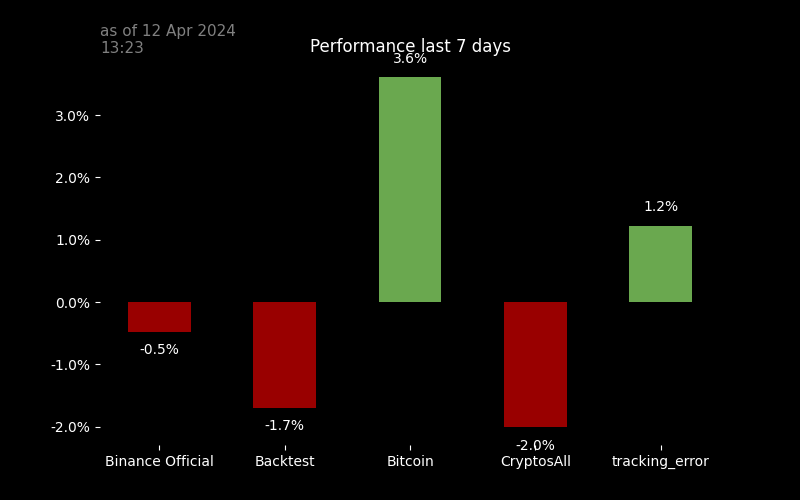 as of 12 Apr 2024
13:23
Performance last 7 days
3.6%
3.0%
2.0%
1.2%
1.0%
0.0%
-0.5%
-1.0%
-1.7%
-2.0%
-2.0%
Binance Official
Backtest
Bitcoin
CryptosAll
tracking_error